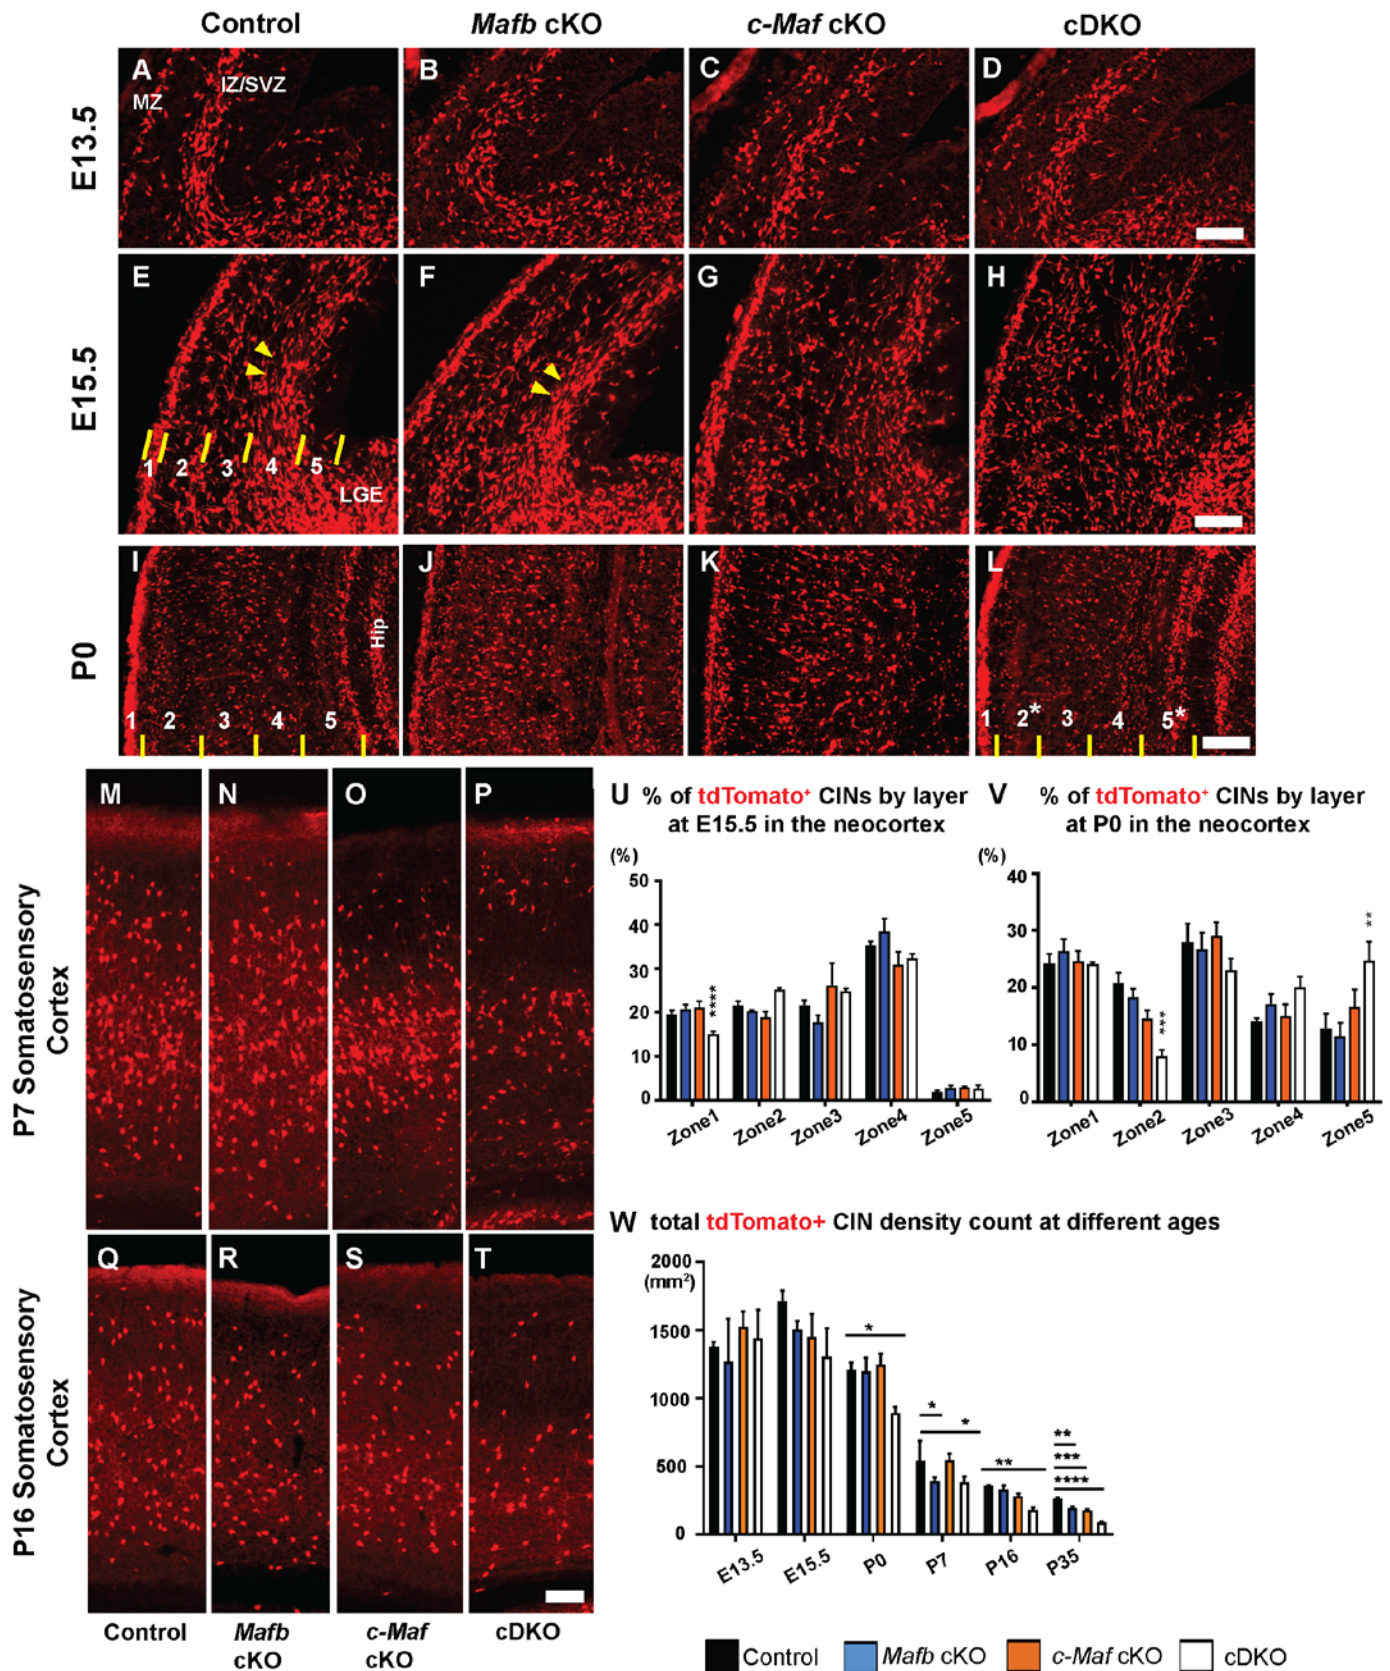 Control
Mafb cKO
c-Maf cKO
cDKO
E13.5
A
MZ
IZ/SVZ
B
C
D
E15.5
E
1 2 3 4 5
LGE
F
G
H
P0
I
Hip
1 2 3 4 5
J
K
L
1 2* 3 4 5*
P7 Somatosensory
Cortex
M
N
O
P
P16 Somatosensory
Cortex
Q
R
S
T
Control
Mafb
cKO
c-Maf
cKO
cDKO
U % of tdTomato+ CINs by layer
at E15.5 in the neocortex
(%)
50
40
30
20
10
0
****
Zone1
Zone2
Zone3
Zone4
Zone5
V % of tdTomato+ CINs by layer
at P0 in the neocortex
(%)
40
30
20
10
0
***
**
Zone1
Zone2
Zone3
Zone4
Zone5
W total tdTomato+ CIN density count at different ages
2000
(mm²)
1500
1000
500
0
*
*
*
**
**
***
****
E13.5
E15.5
P0
P7
P16
P35
Control
Mafb cKO
c-Maf cKO
cDKO